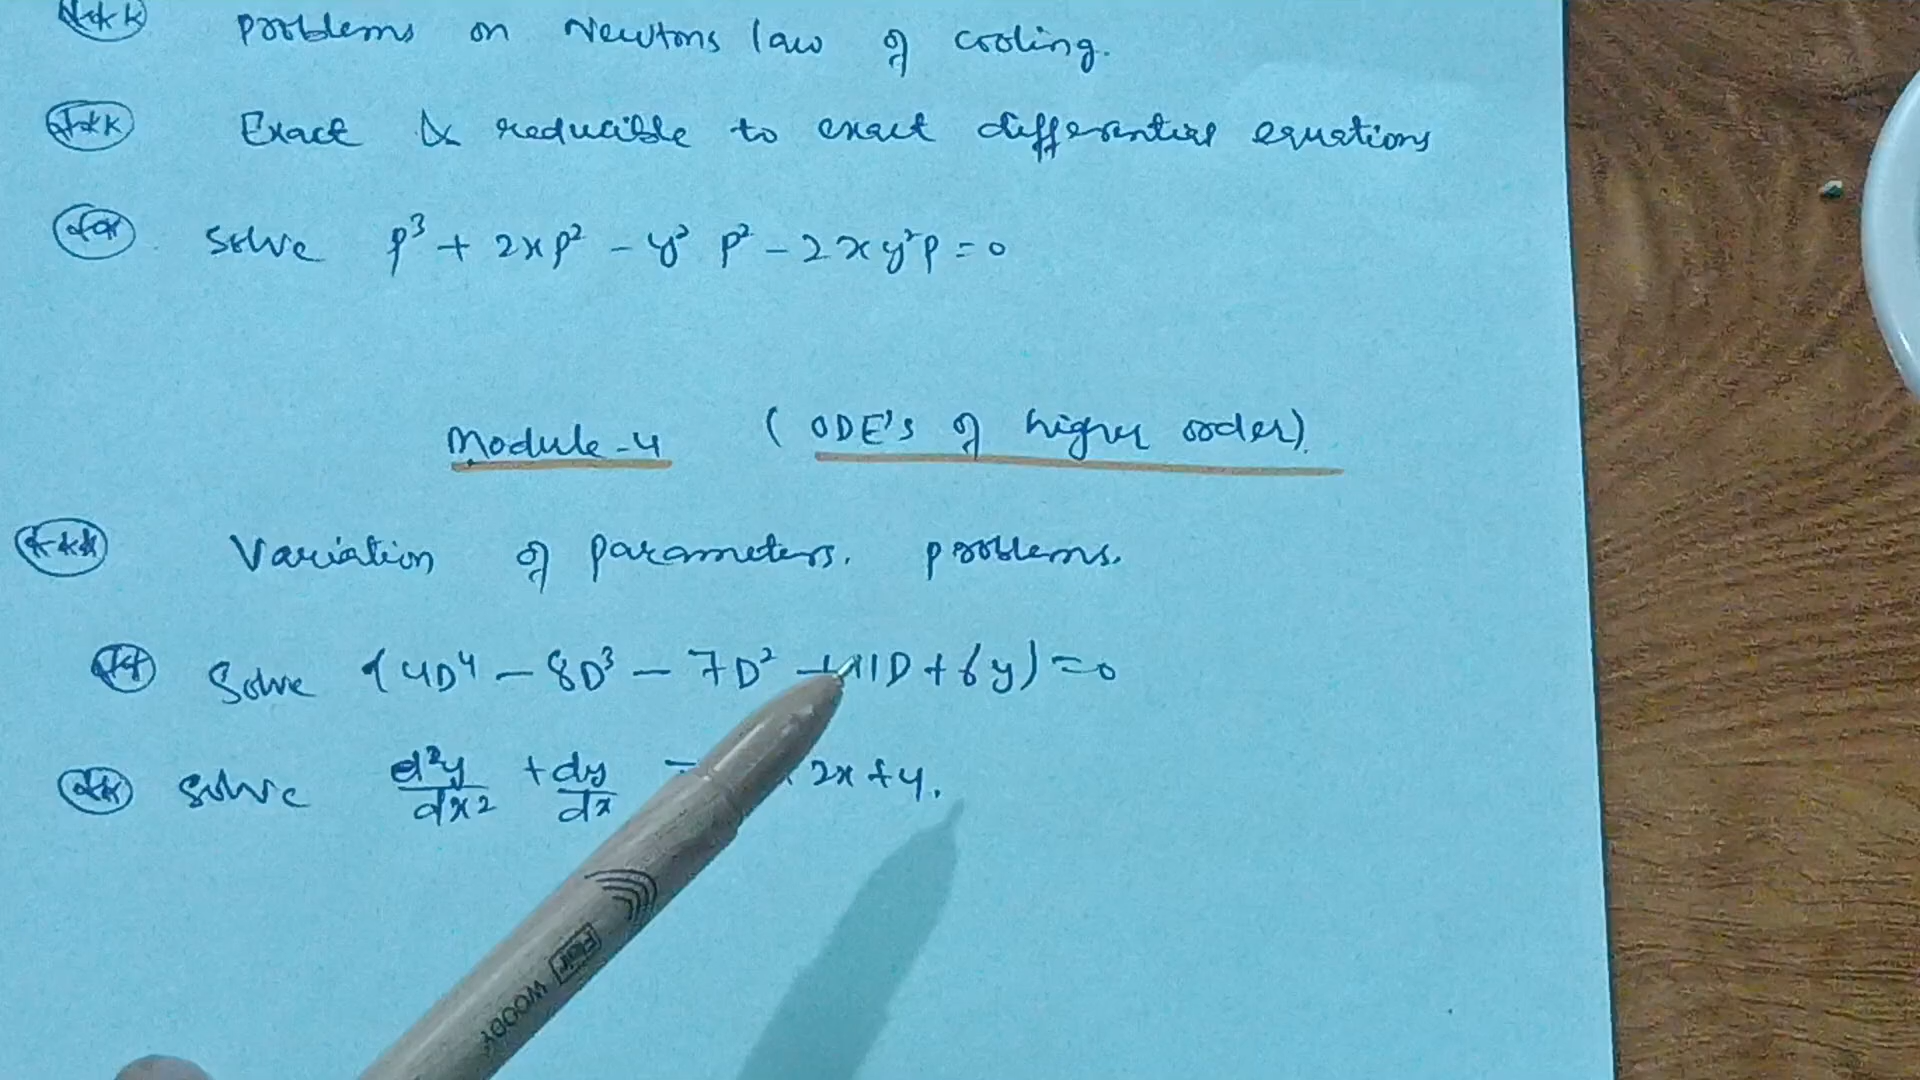 *** problems on Newtons law of cooling.
*** Exact & reducible to exact differential equations
** Solve p³ + 2xp² - y² p² - 2xy²p = 0
Module-4 (ODE's of higher order).
*** Variation of parameters. problems.
** Solve (4D⁴ - 8D³ - 7D² 11D + 6y) = 0
** Solve d²y/dx² + dy/dx = 2x + 4.
Flair
WOODY